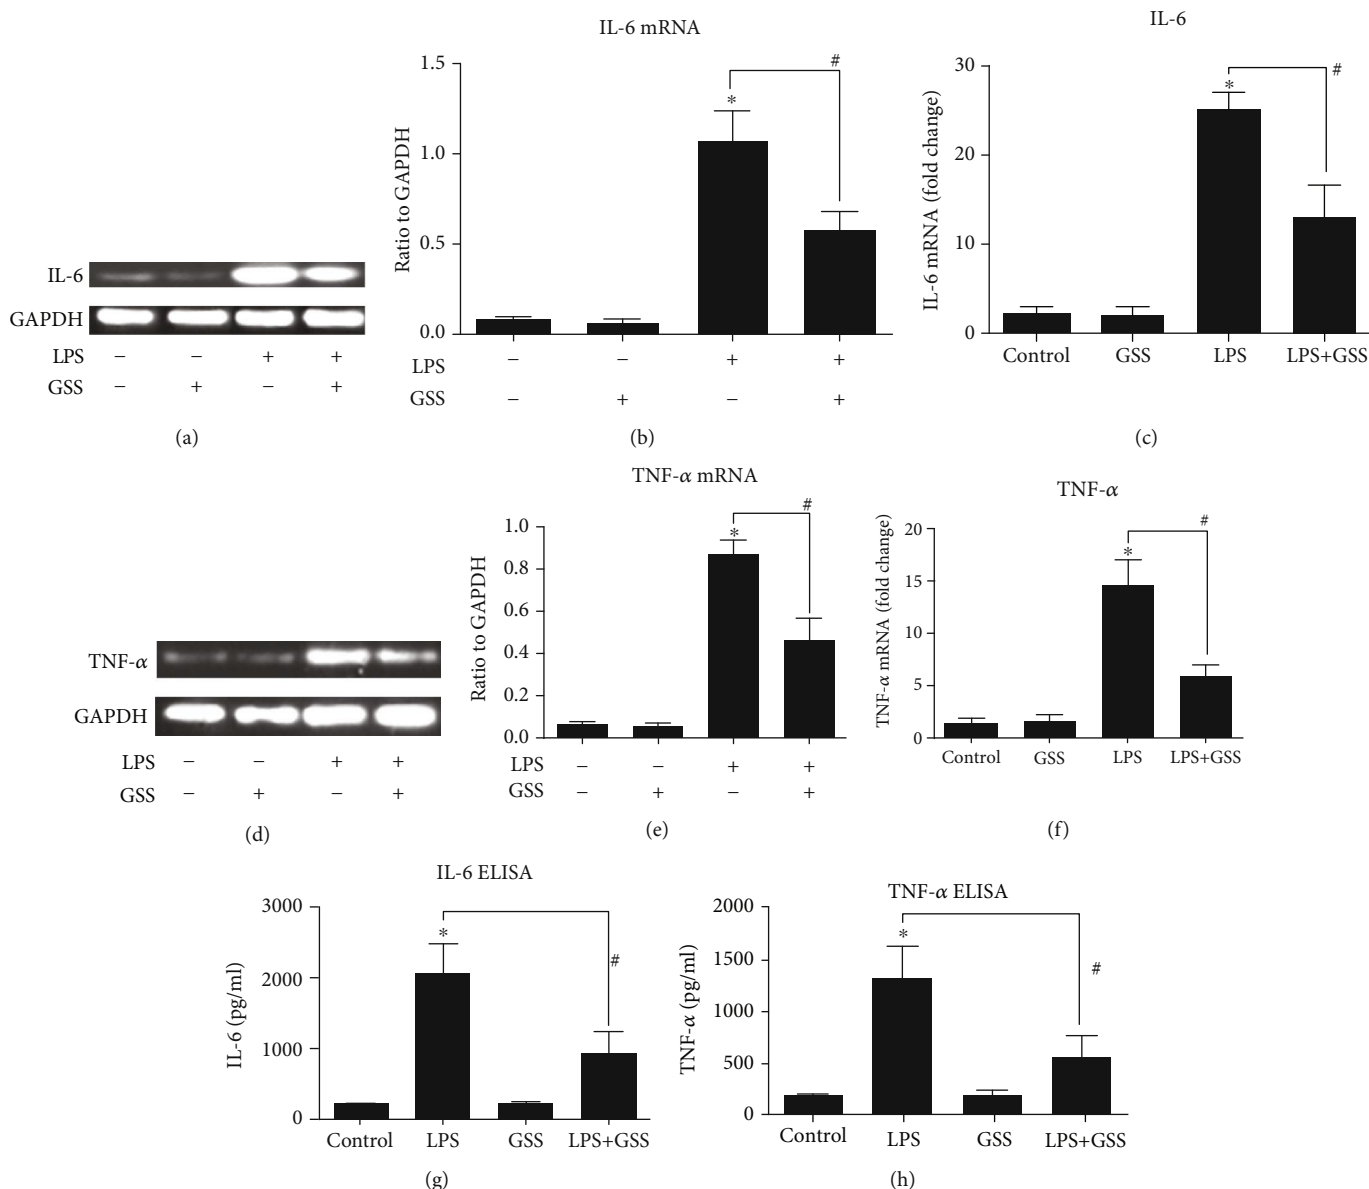 IL-6
GAPDH
LPS − − + +
GSS − + − +
(a)
IL-6 mRNA
Ratio to GAPDH
1.5
1.0
0.5
0.0
* #
LPS − − + +
GSS − + − +
(b)
IL-6
IL-6 mRNA (fold change)
30
20
10
0
* #
Control GSS LPS LPS+GSS
(c)
TNF-α
GAPDH
LPS − − + +
GSS − + − +
(d)
TNF-α mRNA
Ratio to GAPDH
1.0
0.8
0.6
0.4
0.2
0.0
* #
LPS − − + +
GSS − + − +
(e)
TNF-α
TNF-α mRNA (fold change)
20
15
10
5
0
* #
Control GSS LPS LPS+GSS
(f)
IL-6 ELISA
IL-6 (pg/ml)
3000
2000
1000
0
* #
Control LPS GSS LPS+GSS
(g)
TNF-α ELISA
TNF-α (pg/ml)
2000
1500
1000
500
0
* #
Control LPS GSS LPS+GSS
(h)